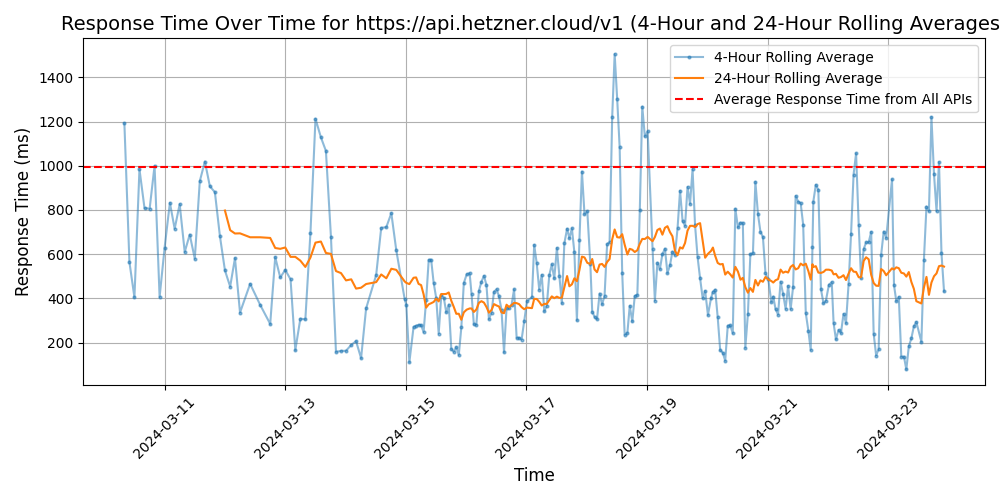 Response Time Over Time for https://api.hetzner.cloud/v1 (4-Hour and 24-Hour Rolling Averages
4-Hour Rolling Average
24-Hour Rolling Average
Average Response Time from All APIs
Response Time (ms)
1400
1200
1000
800
600
400
200
2024-03-11
2024-03-13
2024-03-15
2024-03-17
2024-03-19
2024-03-21
2024-03-23
Time